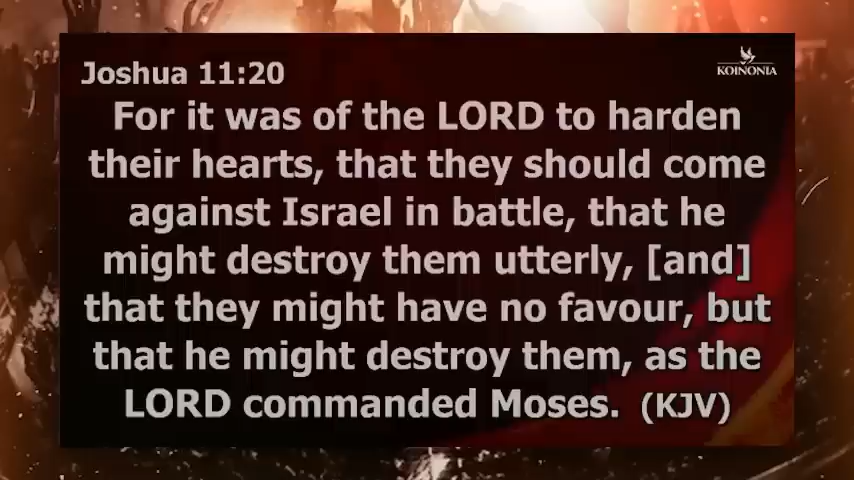 Joshua 11:20
KOINONIA
For it was of the LORD to harden
their hearts, that they should come
against Israel in battle, that he
might destroy them utterly, [and]
that they might have no favour, but
that he might destroy them, as the
LORD commanded Moses. (KJV)